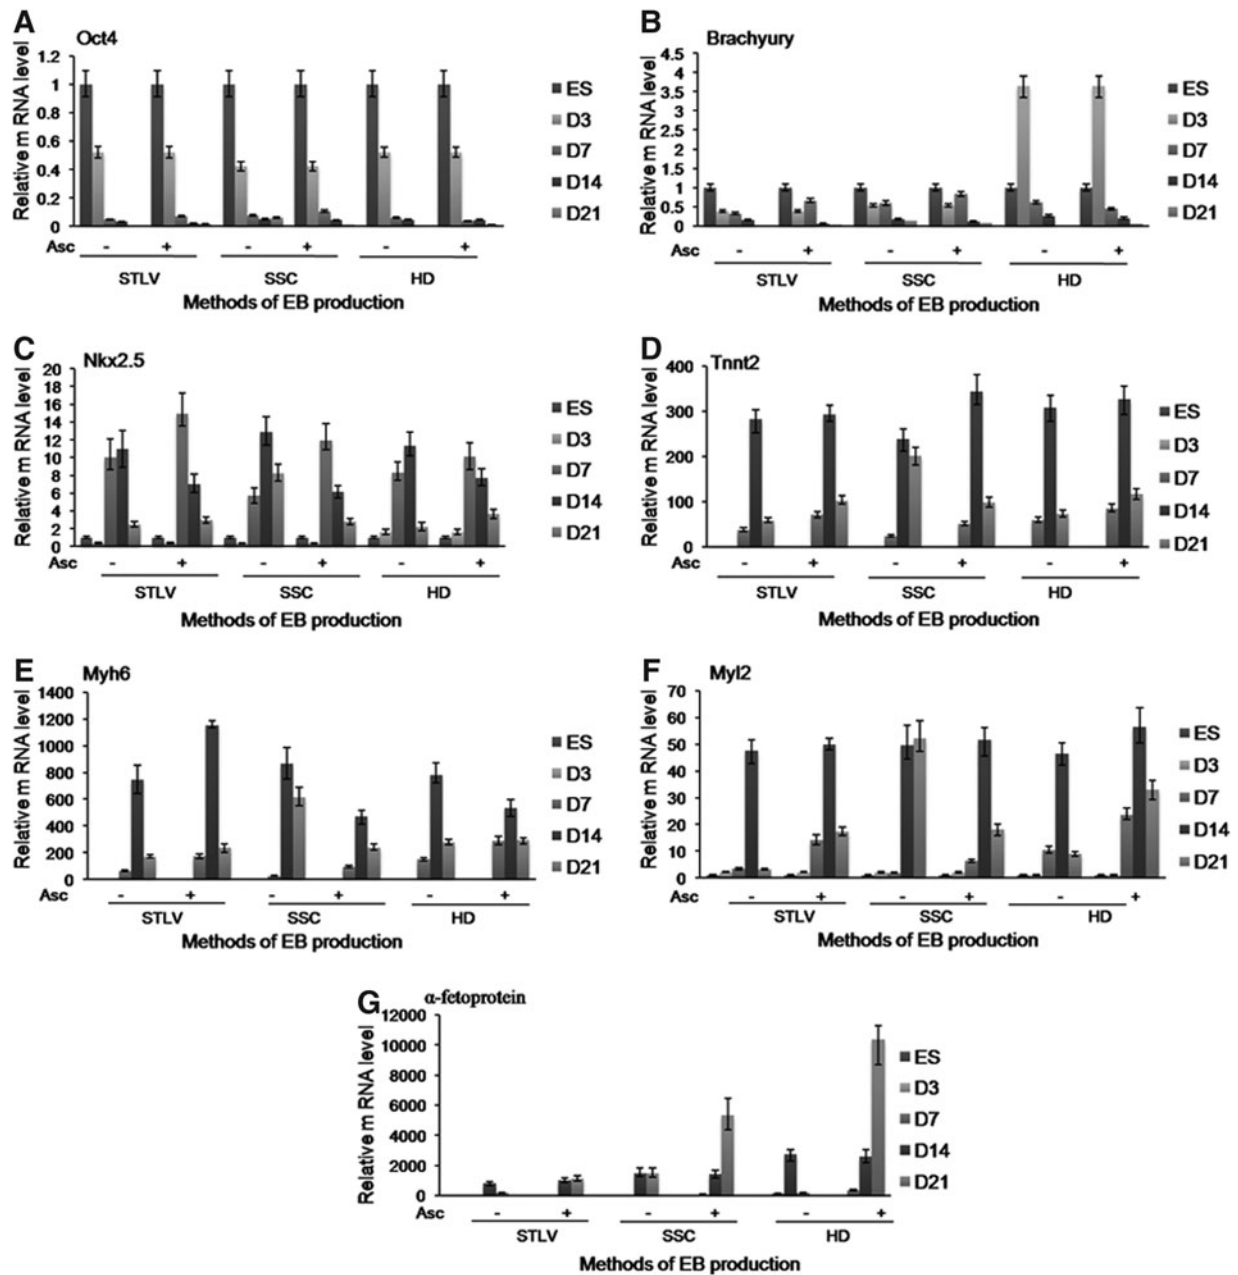 A
Oct4
Relative m RNA level
1.2
1
0.8
0.6
0.4
0.2
0
ES
D3
D7
D14
D21
Asc - + - + - +
STLV SSC HD
Methods of EB production
B
Brachyury
Relative m RNA level
4.5
4
3.5
3
2.5
2
1.5
1
0.5
0
ES
D3
D7
D14
D21
Asc - + - + - +
STLV SSC HD
Methods of EB production
C
Nkx2.5
Relative m RNA level
20
18
16
14
12
10
8
6
4
2
0
ES
D3
D7
D14
D21
Asc - + - + - +
STLV SSC HD
Methods of EB production
D
Tnnt2
Relative m RNA level
400
300
200
100
0
ES
D3
D7
D14
D21
Asc - + - + - +
STLV SSC HD
Methods of EB production
E
Myh6
Relative m RNA level
1400
1200
1000
800
600
400
200
0
ES
D3
D7
D14
D21
Asc - + - + - +
STLV SSC HD
Methods of EB production
F
Myl2
Relative m RNA level
70
60
50
40
30
20
10
0
ES
D3
D7
D14
D21
Asc - + - + - +
STLV SSC HD
Methods of EB production
G
α-fetoprotein
Relative m RNA level
12000
10000
8000
6000
4000
2000
0
ES
D3
D7
D14
D21
Asc - + - + - +
STLV SSC HD
Methods of EB production